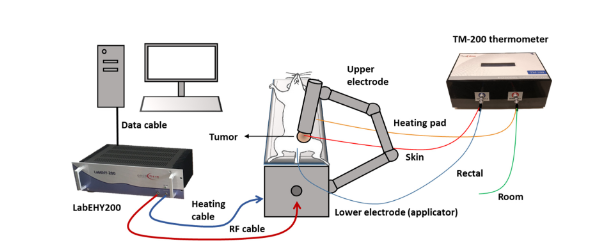 TM-200 thermometer
Upper
electrode
Data cable
Heating pad
Tumor
Skin
Rectal
Heating
cable
Room
LabEHY200
Lower electrode (applicator)
RF cable